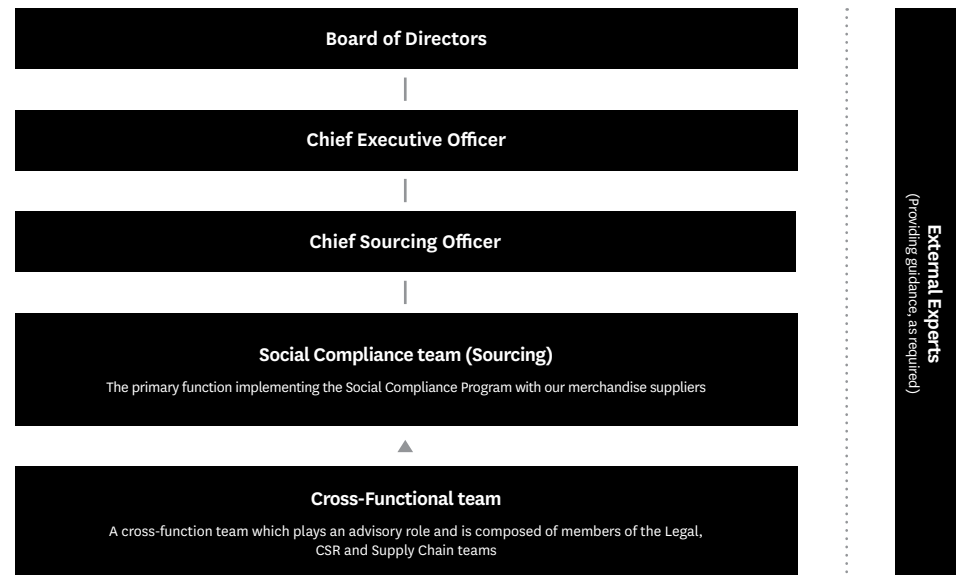 Board of Directors
Chief Executive Officer
Chief Sourcing Officer
Social Compliance team (Sourcing)
The primary function implementing the Social Compliance Program with our merchandise suppliers
Cross-Functional team
A cross-function team which plays an advisory role and is composed of members of the Legal,
CSR and Supply Chain teams
External Experts
(Providing guidance, as required)